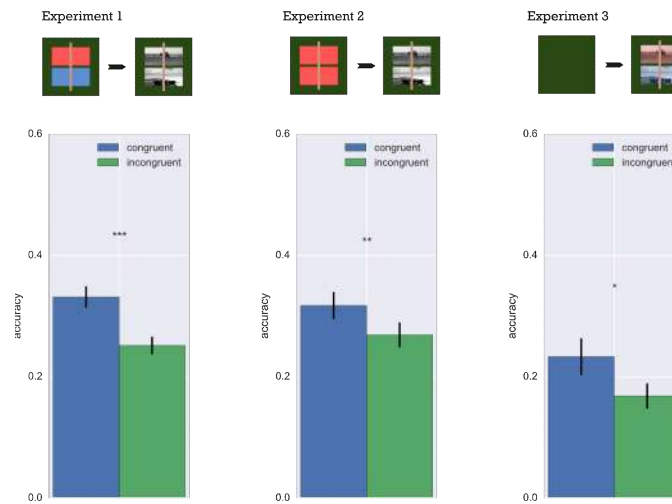 Experiment 1
Experiment 2
Experiment 3
0.6
congruent
incongruent
***
0.4
accuracy
0.2
0.0
0.6
congruent
incongruent
**
0.4
accuracy
0.2
0.0
0.6
congruent
incongruent
*
0.4
accuracy
0.2
0.0